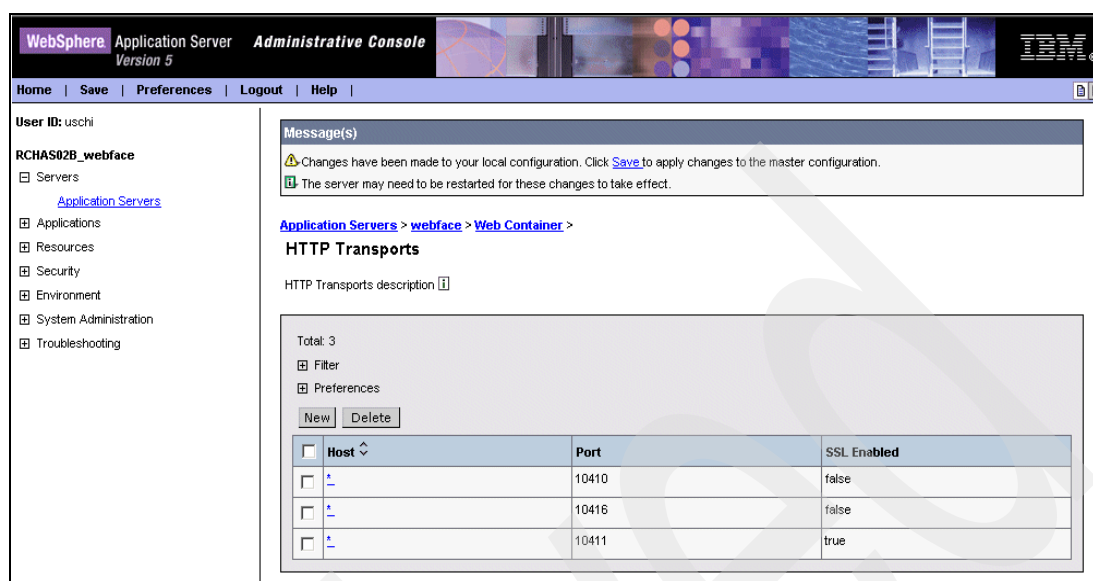 WebSphere. Application Server Administrative Console
Version 5
IBM
Home | Save | Preferences | Logout | Help |
User ID: uschi
RCHAS02B_webface
Servers
Application Servers
Applications
Resources
Security
Environment
System Administration
Troubleshooting
Message(s)
Changes have been made to your local configuration. Click Save to apply changes to the master configuration.
The server may need to be restarted for these changes to take effect.
Application Servers > webface > Web Container >
HTTP Transports
HTTP Transports description
Total: 3
Filter
Preferences
New Delete
Host Port SSL Enabled
* 10410 false
* 10416 false
* 10411 true